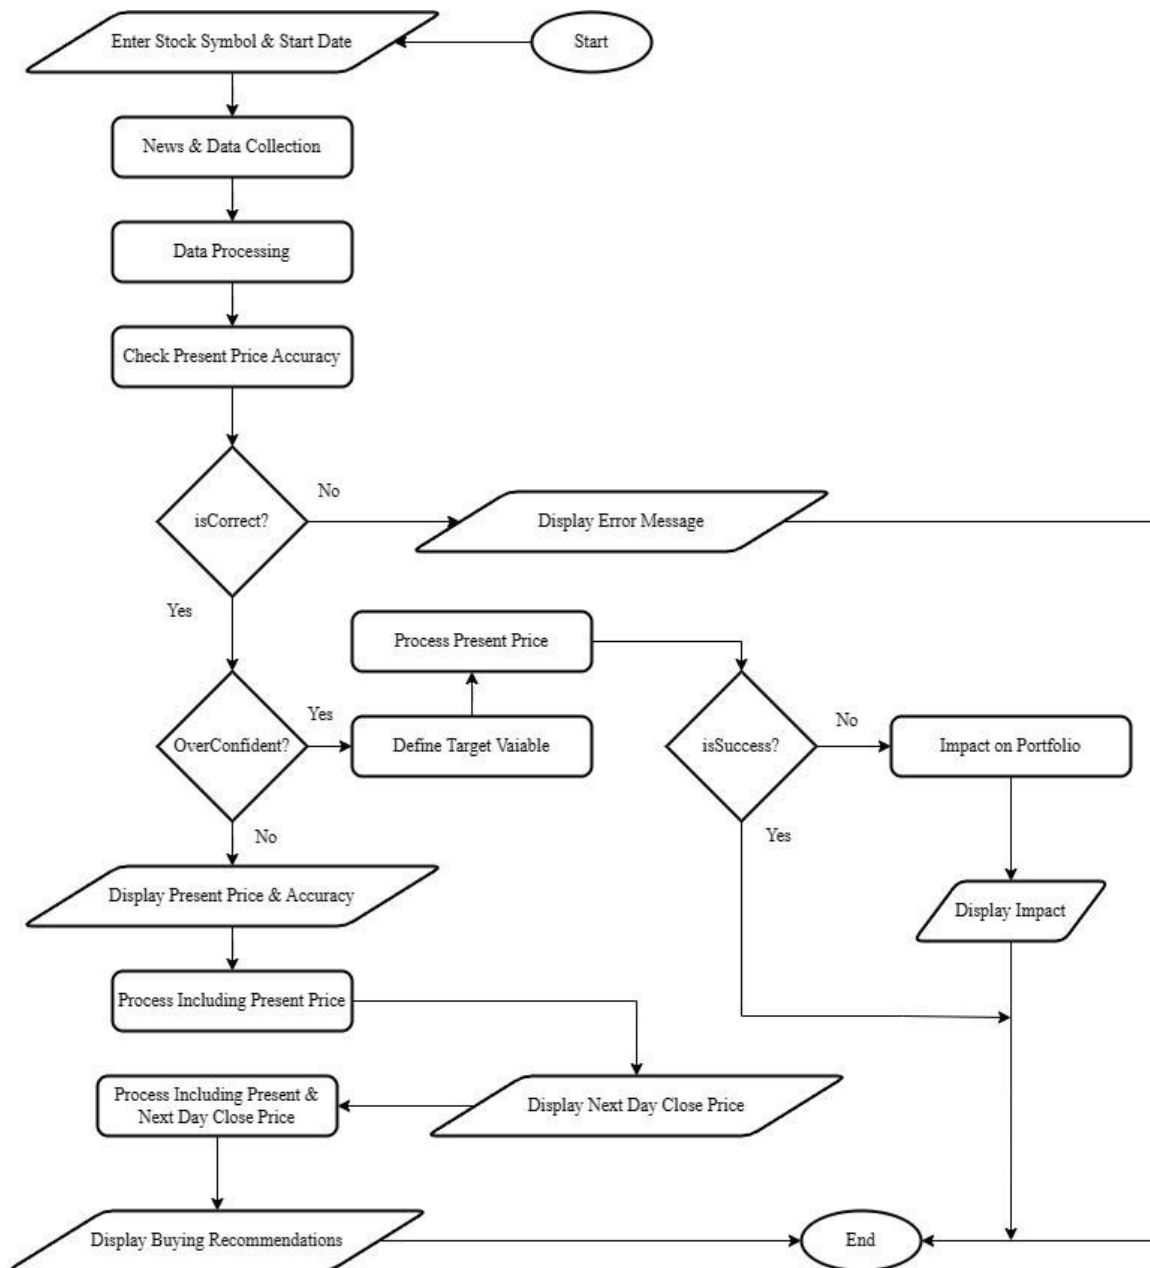 Enter Stock Symbol & Start Date
Start
News & Data Collection
Data Processing
Check Present Price Accuracy
isCorrect?
No
Display Error Message
Yes
Process Present Price
OverConfident?
Yes
Define Target Vaiable
isSuccess?
No
Impact on Portfolio
No
Yes
Display Present Price & Accuracy
Display Impact
Process Including Present Price
Process Including Present &
Next Day Close Price
Display Next Day Close Price
Display Buying Recommendations
End